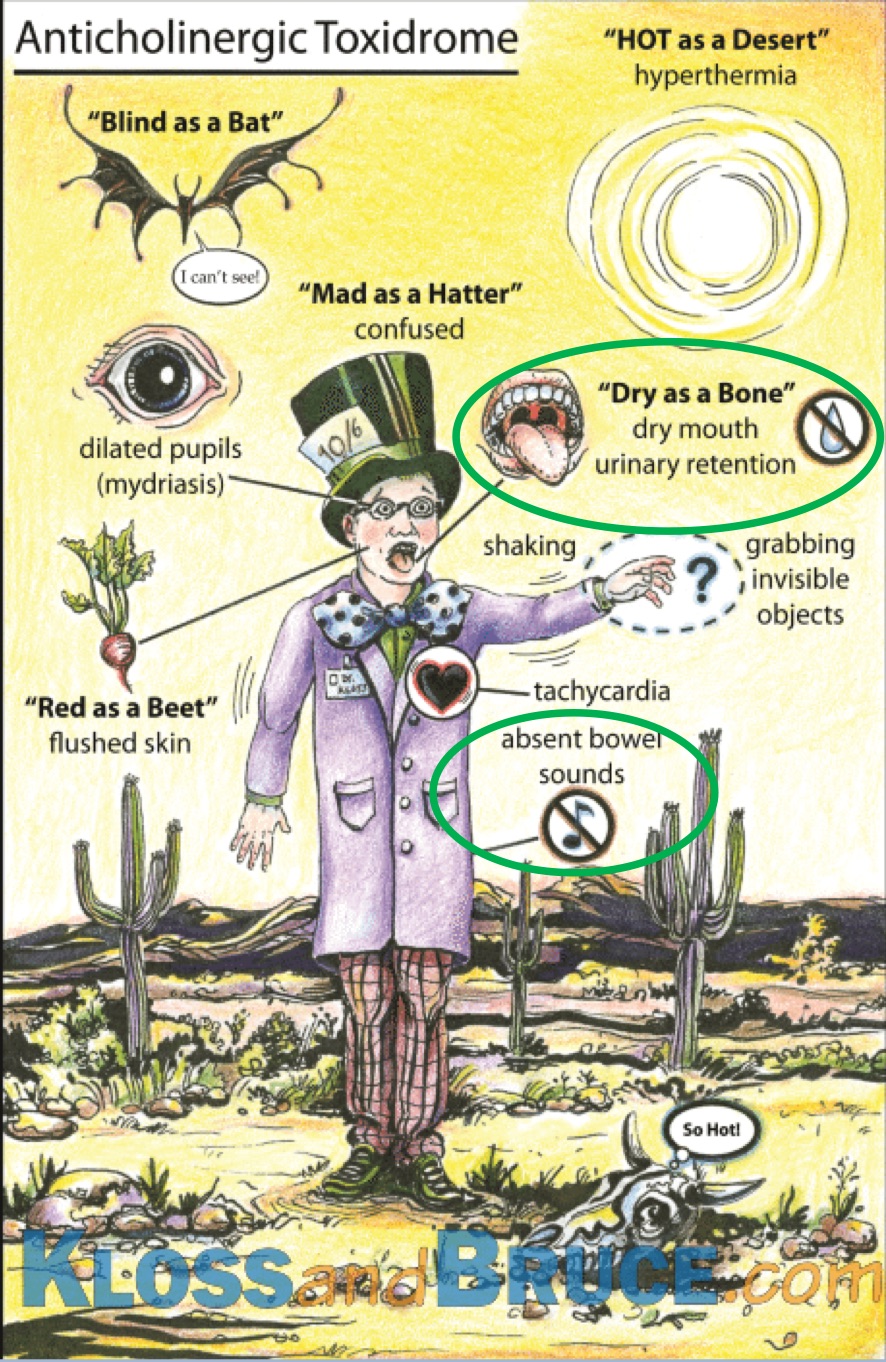 Anticholinergic Toxidrome
"HOT as a Desert"
hyperthermia
"Blind as a Bat"
I can't see!
"Mad as a Hatter"
confused
10/6
"Dry as a Bone"
dry mouth
urinary retention
dilated pupils
(mydriasis)
shaking
?
grabbing
invisible
objects
"Red as a Beet"
flushed skin
Dr.
tachycardia
absent bowel
sounds
So Hot!
KLOSSandBRUCE.com